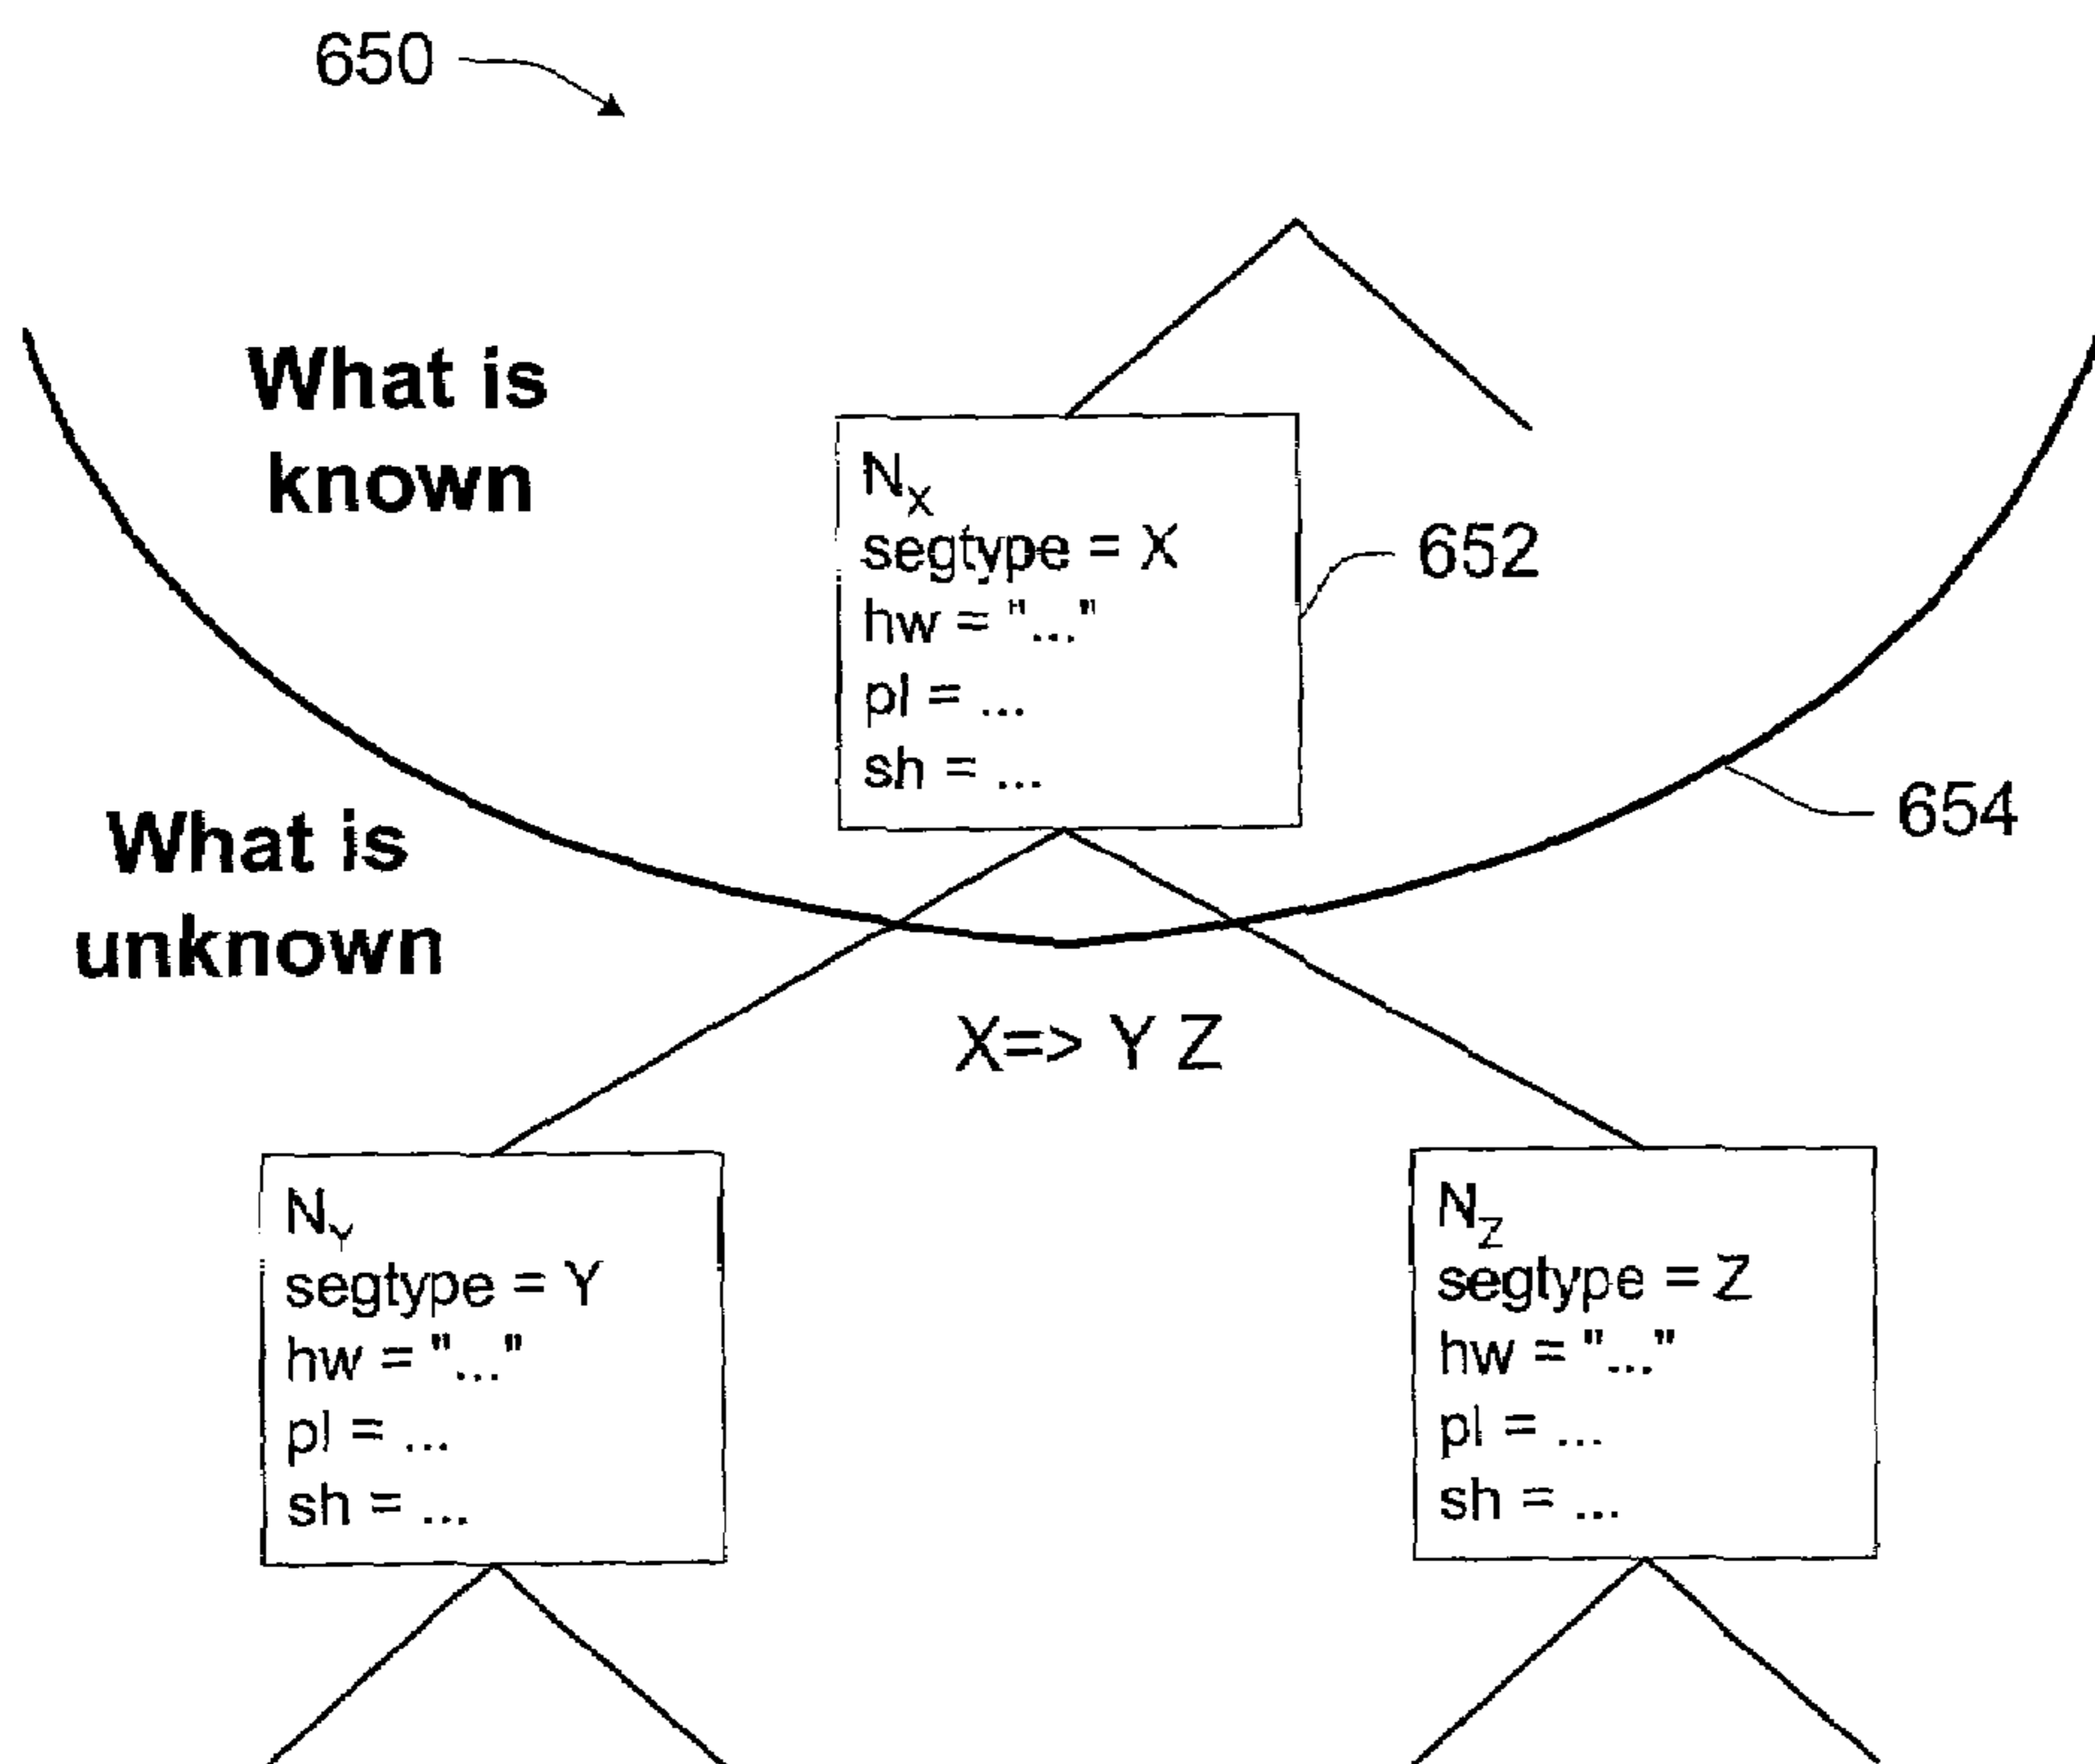 650
What is
known
N_X
segtype = X
hw = "..."
pl = ...
sh = ...
652
654
What is
unknown
X=> Y Z
N_Y
segtype = Y
hw = "..."
pl = ...
sh = ...
N_Z
segtype = Z
hw = "..."
pl = ...
sh = ...